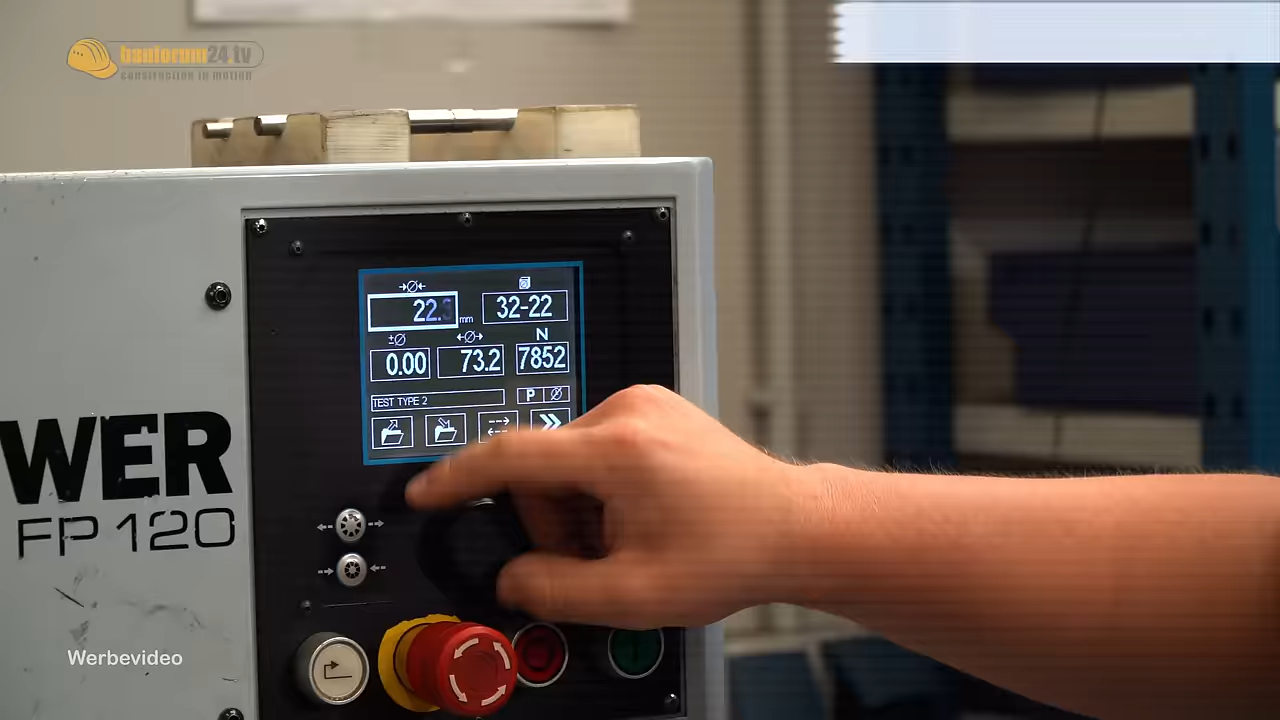 bauforum24.tv
construction in motion
22.
mm
32-22
N
0.00
73.2
7852
TEST TYPE 2
P
WER
FP 120
Werbevideo